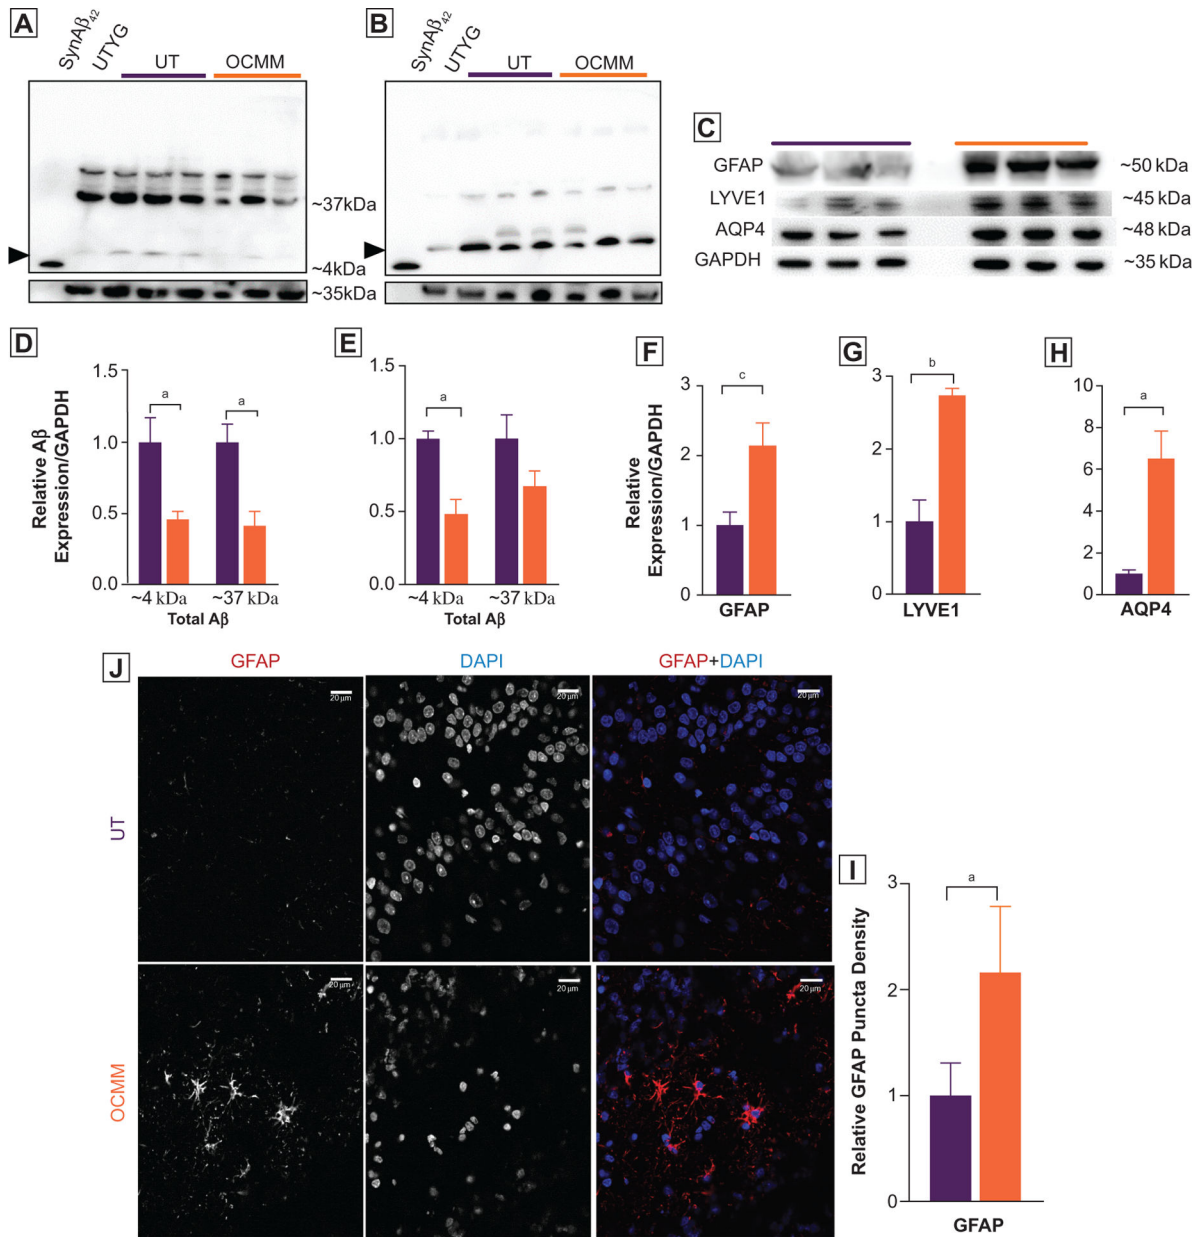 A
SynAβ42
UTYG
UT
OCMM
~37kDa
~4kDa
~35kDa
B
SynAβ42
UTYG
UT
OCMM
C
GFAP
~50 kDa
LYVE1
~45 kDa
AQP4
~48 kDa
GAPDH
~35 kDa
D
Relative Aβ
Expression/GAPDH
1.5
1.0
0.5
0.0
a
a
~4 kDa
~37 kDa
Total Aβ
E
1.5
1.0
0.5
0.0
a
~4 kDa
~37 kDa
Total Aβ
F
Relative
Expression/GAPDH
3
2
1
0
c
GFAP
G
3
2
1
0
b
LYVE1
H
10
8
6
4
2
0
a
AQP4
J
GFAP
DAPI
GFAP+DAPI
UT
20 µm
20 µm
20 µm
OCMM
20 µm
20 µm
20 µm
I
Relative GFAP Puncta Density
3
2
1
0
a
GFAP